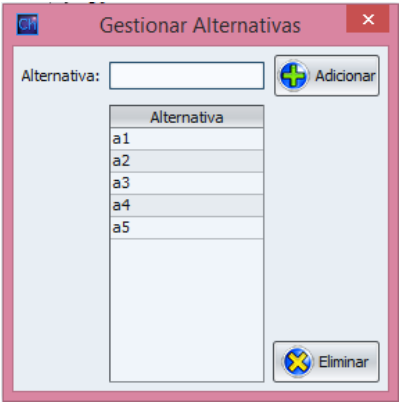 Gestionar Alternativas
Alternativa:
Adicionar
Alternativa
a1
a2
a3
a4
a5
Eliminar